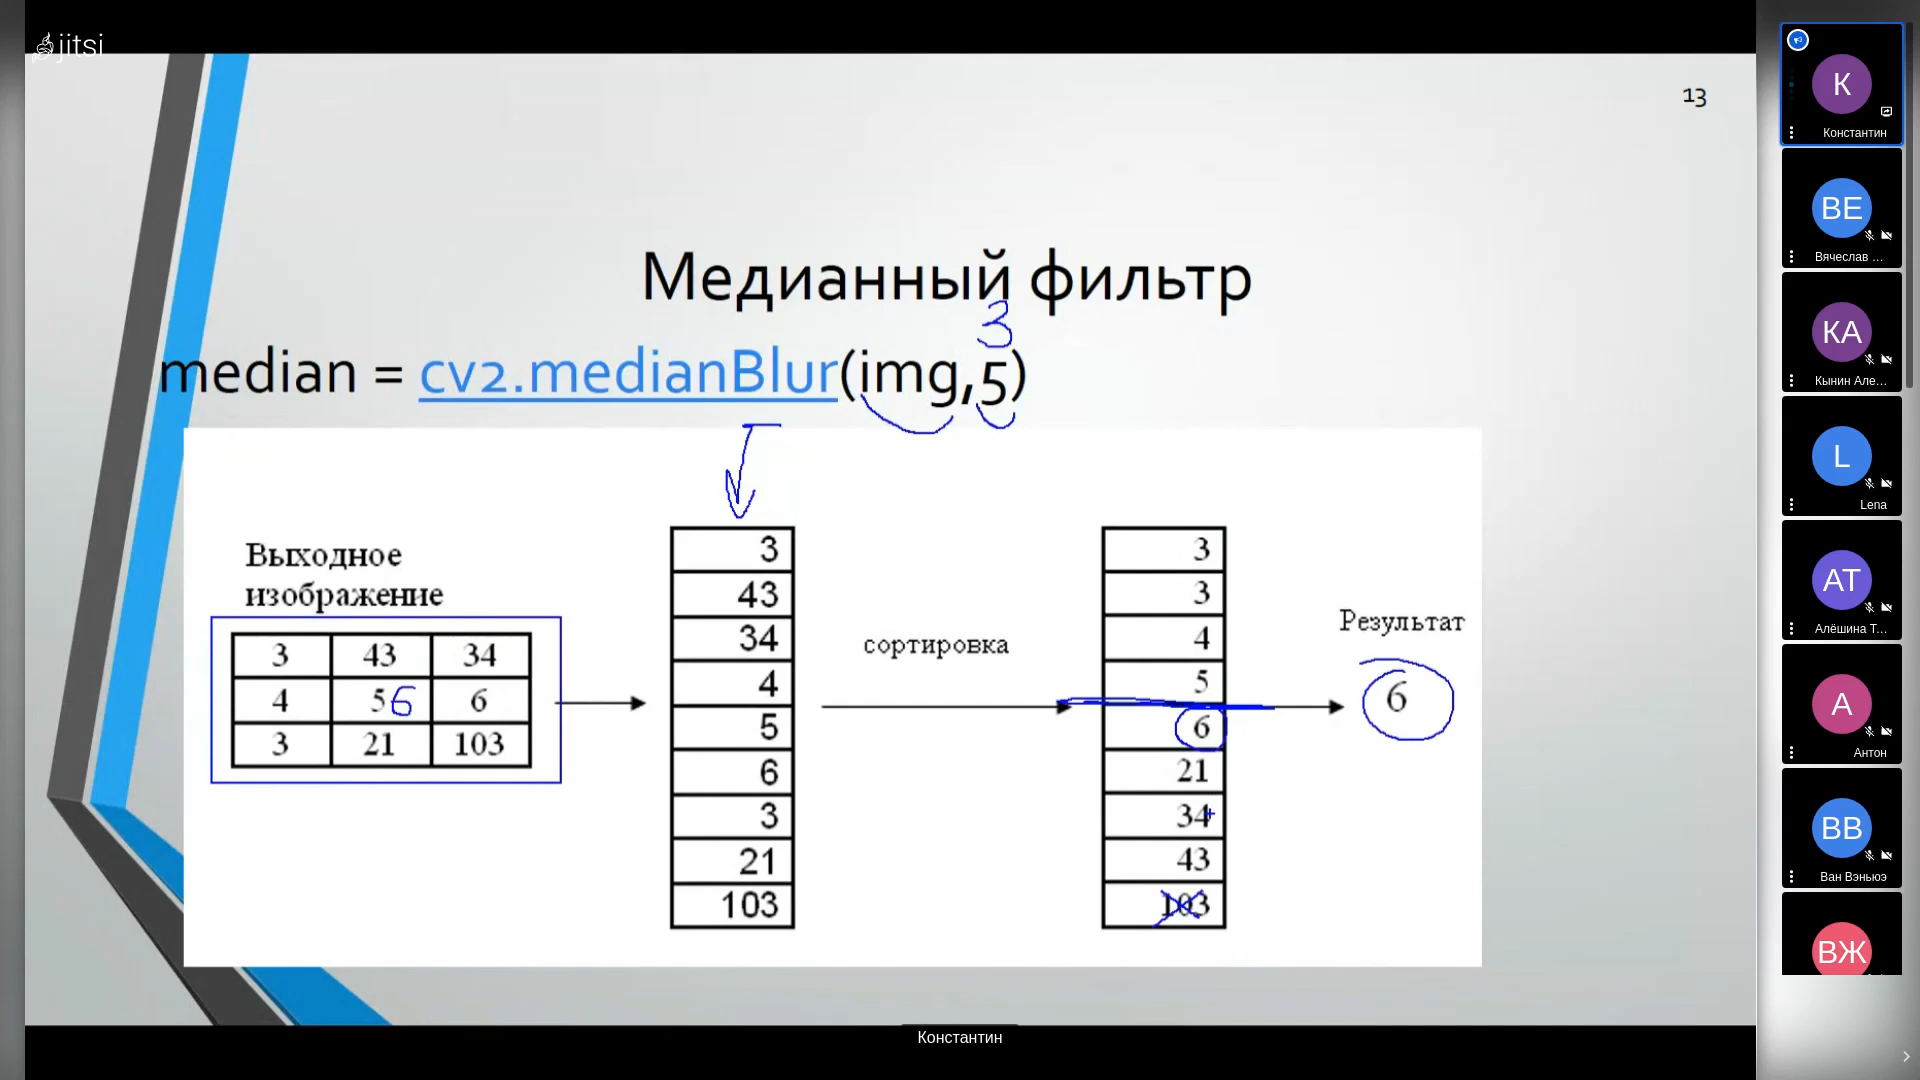 jitsi
13
Медианный фильтр
3
median = cv2.medianBlur(img,5)
Выходное
изображение
3 43 34
4 5 6 6
3 21 103
3
43
34
4
5
6
3
21
103
сортировка
3
3
4
5
6
21
34
43
103
Результат
6
Константин
К
Константин
ВЕ
Вячеслав ...
КА
Кынин Але...
L
Lena
АТ
Алёшина Т...
А
Антон
ВВ
Ван Вэньюэ
ВЖ